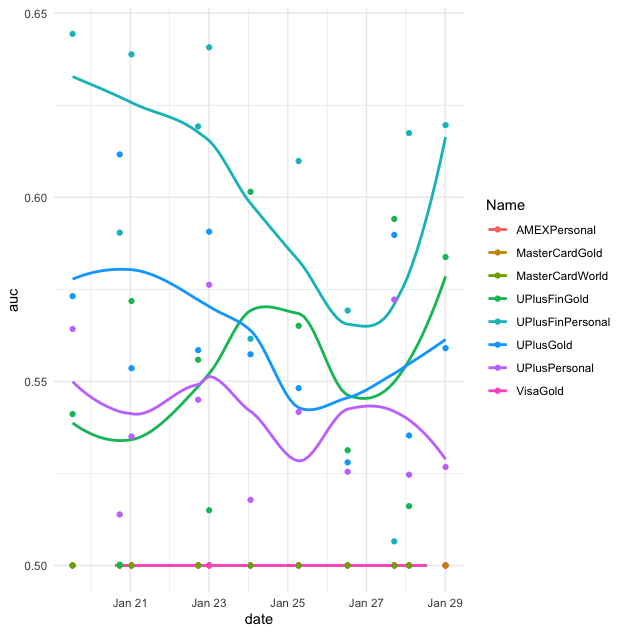 0.65
0.60
0.55
0.50
auc
Jan 21 Jan 23 Jan 25 Jan 27 Jan 29
date
Name
AMEXPersonal
MasterCardGold
MasterCardWorld
UPlusFinGold
UPlusFinPersonal
UPlusGold
UPlusPersonal
VisaGold